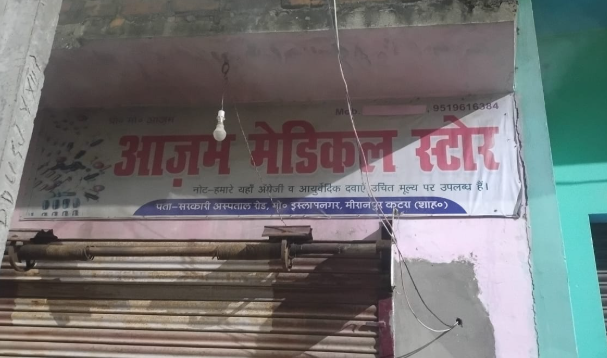 Mob: 9519616384
आज़म मेडिकल स्टोर
नोट-हमारे यहाँ अंग्रेजी व आयुर्वेदिक दवाएं उचित मूल्य पर उपलब्ध है।
पता-सरकारी अस्पताल रोड, मो० इस्लामनगर, मीरानपुर कटरा (शाह०)